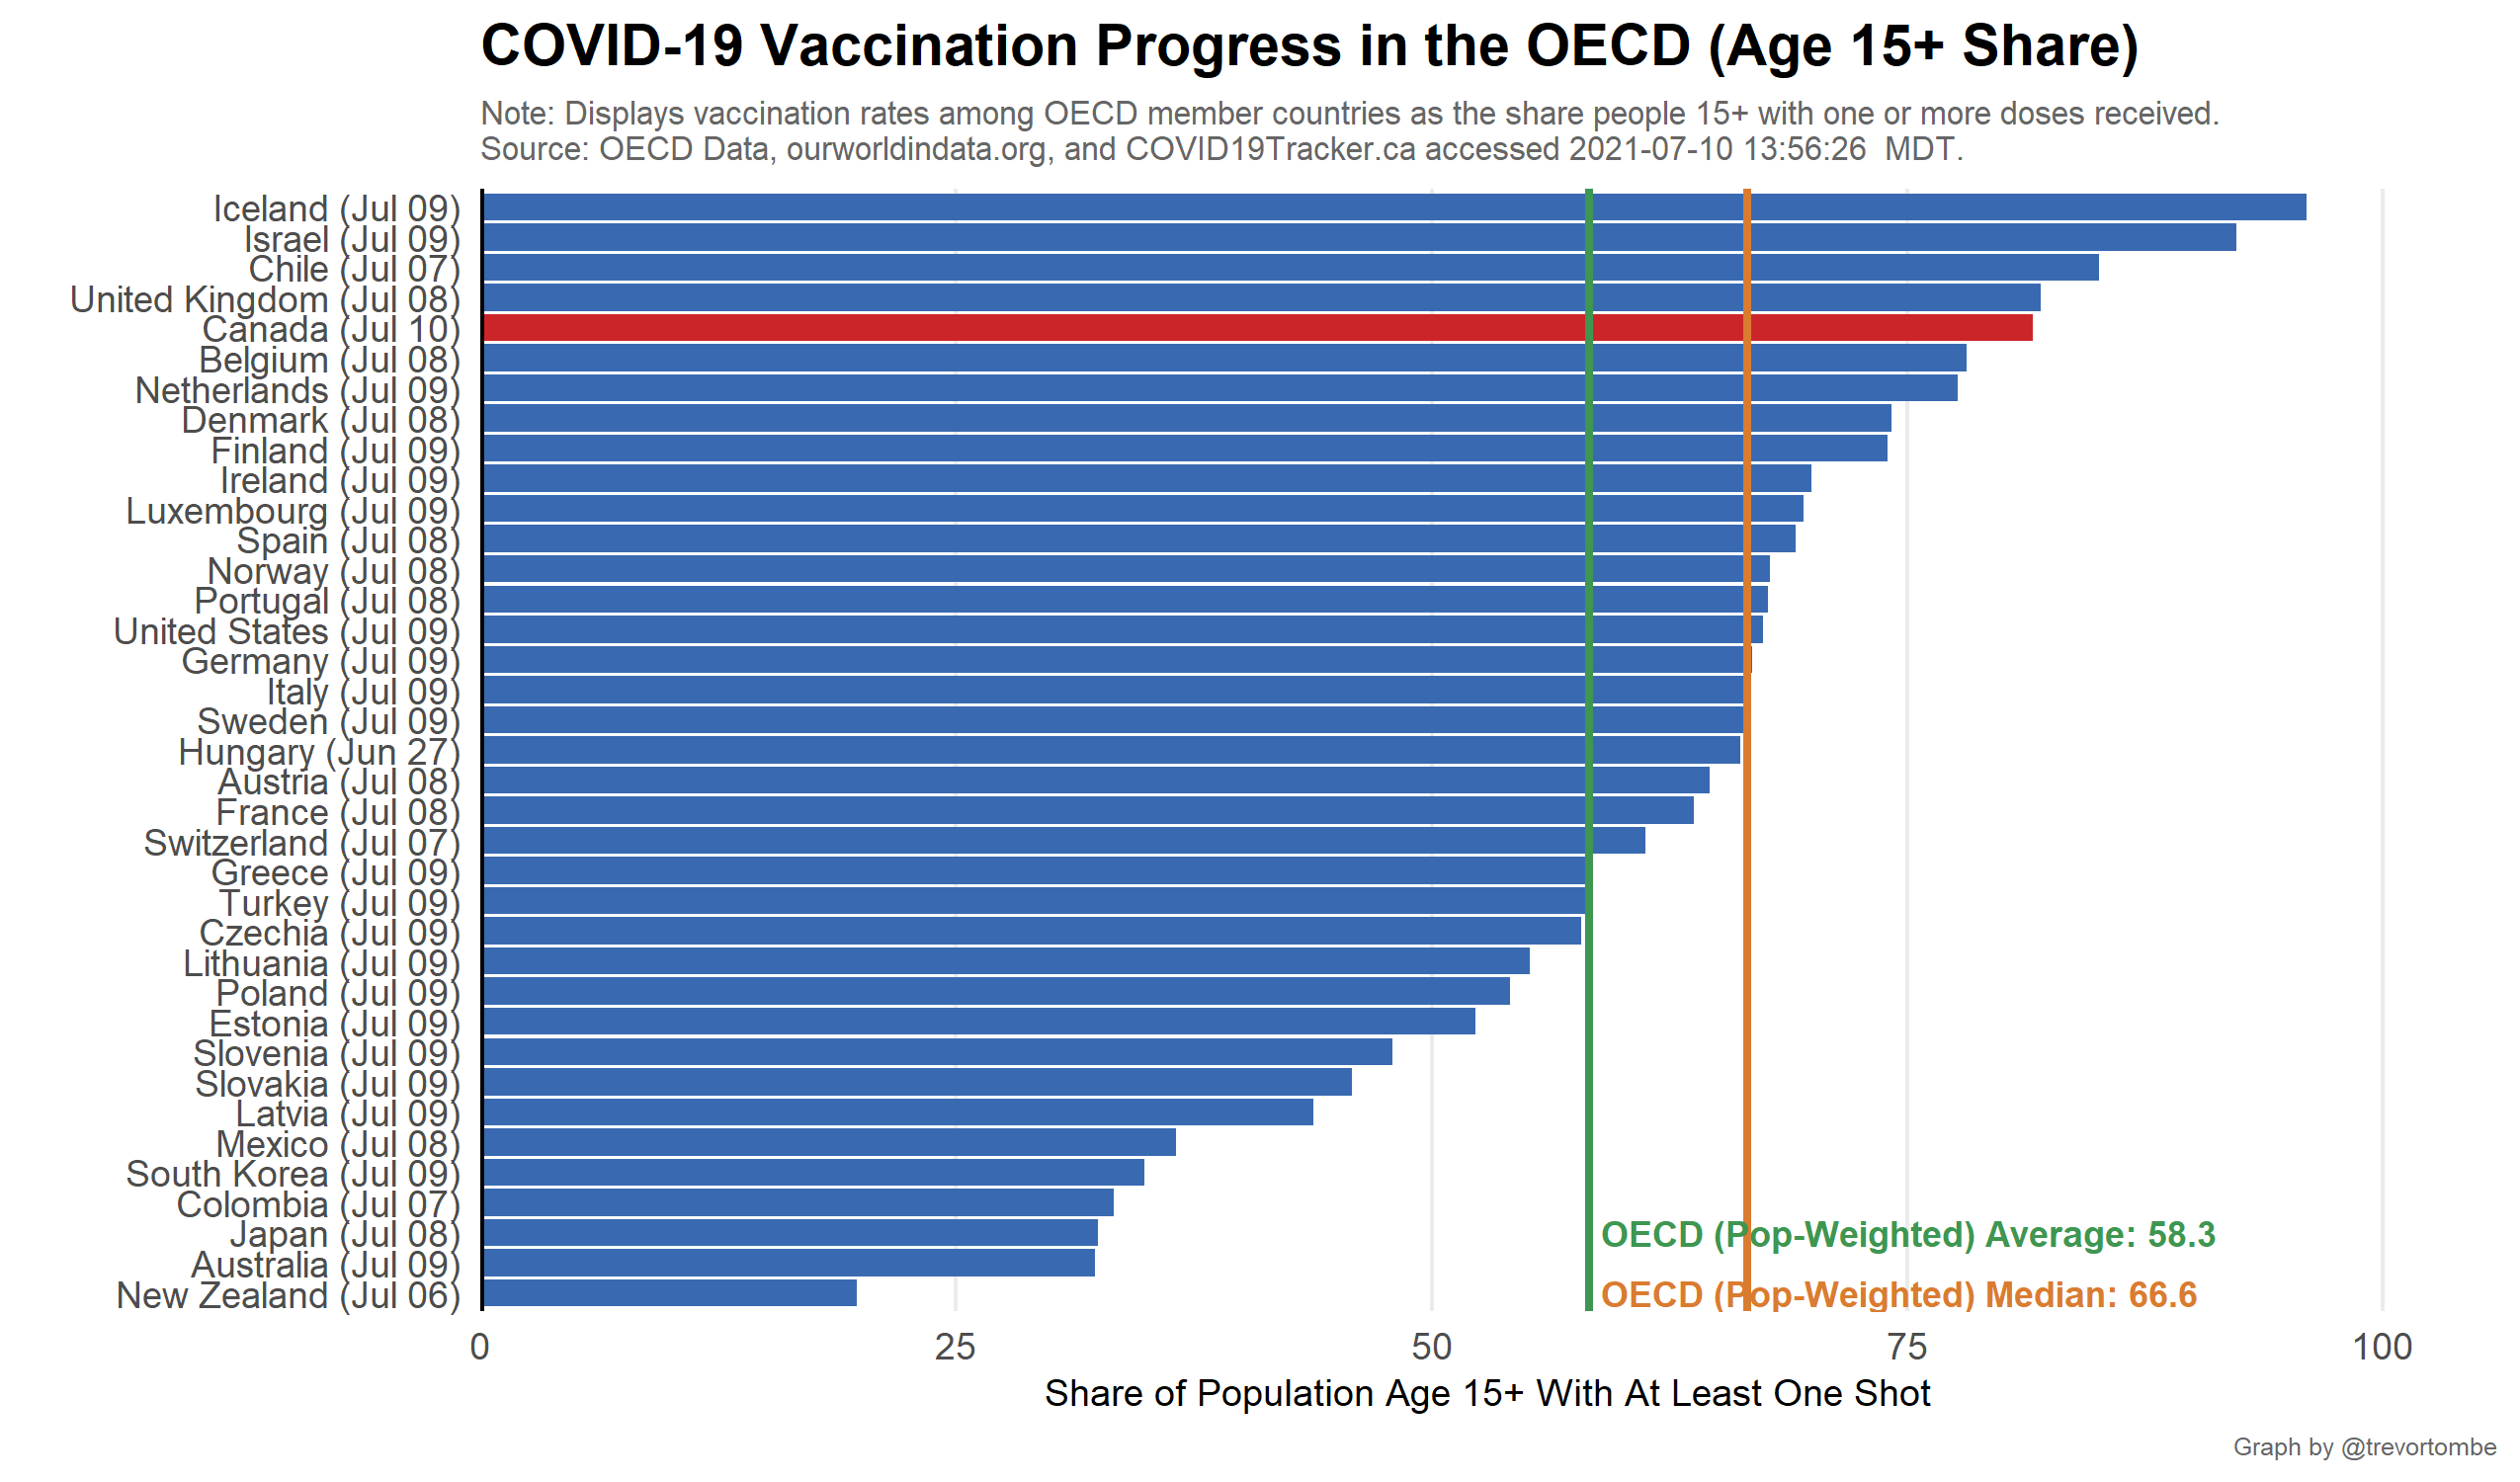 COVID-19 Vaccination Progress in the OECD (Age 15+ Share)
Note: Displays vaccination rates among OECD member countries as the share people 15+ with one or more doses received.
Source: OECD Data, ourworldindata.org, and COVID19Tracker.ca accessed 2021-07-10 13:56:26  MDT.
Iceland (Jul 09)
Israel (Jul 09)
Chile (Jul 07)
United Kingdom (Jul 08)
Canada (Jul 10)
Belgium (Jul 08)
Netherlands (Jul 09)
Denmark (Jul 08)
Finland (Jul 09)
Ireland (Jul 09)
Luxembourg (Jul 09)
Spain (Jul 08)
Norway (Jul 08)
Portugal (Jul 08)
United States (Jul 09)
Germany (Jul 09)
Italy (Jul 09)
Sweden (Jul 09)
Hungary (Jun 27)
Austria (Jul 08)
France (Jul 08)
Switzerland (Jul 07)
Greece (Jul 09)
Turkey (Jul 09)
Czechia (Jul 09)
Lithuania (Jul 09)
Poland (Jul 09)
Estonia (Jul 09)
Slovenia (Jul 09)
Slovakia (Jul 09)
Latvia (Jul 09)
Mexico (Jul 08)
South Korea (Jul 09)
Colombia (Jul 07)
Japan (Jul 08)
OECD (Pop-Weighted) Average: 58.3
Australia (Jul 09)
New Zealand (Jul 06)
OECD (Pop-Weighted) Median: 66.6
0 25 50 75 100
Share of Population Age 15+ With At Least One Shot
Graph by @trevortombe